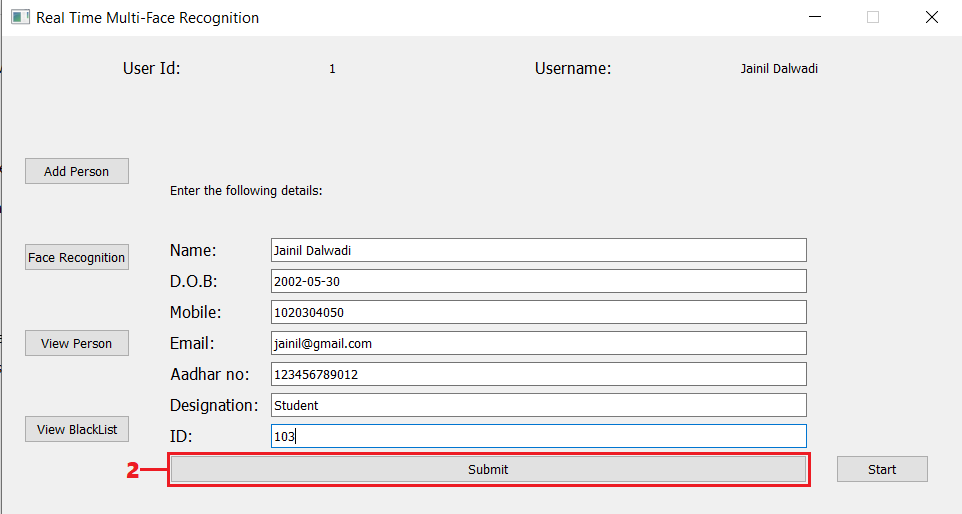 Real Time Multi-Face Recognition
User Id: 1 Username: Jainil Dalwadi
Add Person
Enter the following details:
Face Recognition
Name: Jainil Dalwadi
D.O.B: 2002-05-30
Mobile: 1020304050
View Person
Email: jainil@gmail.com
Aadhar no: 123456789012
Designation: Student
View BlackList
ID: 103
2 Submit Start